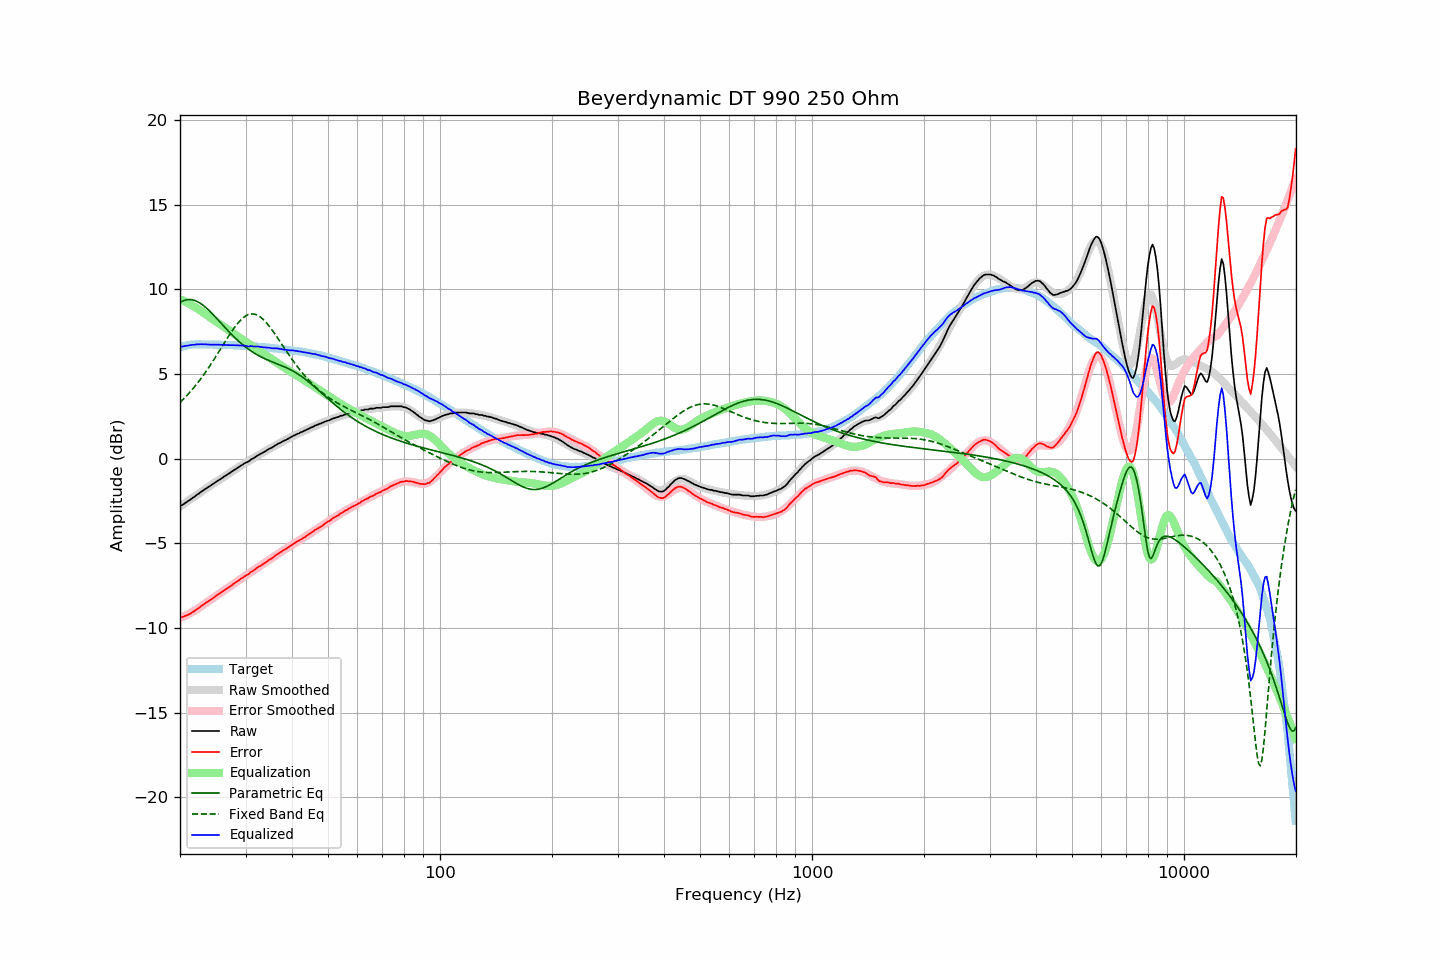 Beyerdynamic DT 990 250 Ohm
20
15
10
5
0
−5
−10
−15
−20
Amplitude (dBr)
Target
Raw Smoothed
Error Smoothed
Raw
Error
Equalization
Parametric Eq
Fixed Band Eq
Equalized
100
1000
10000
Frequency (Hz)